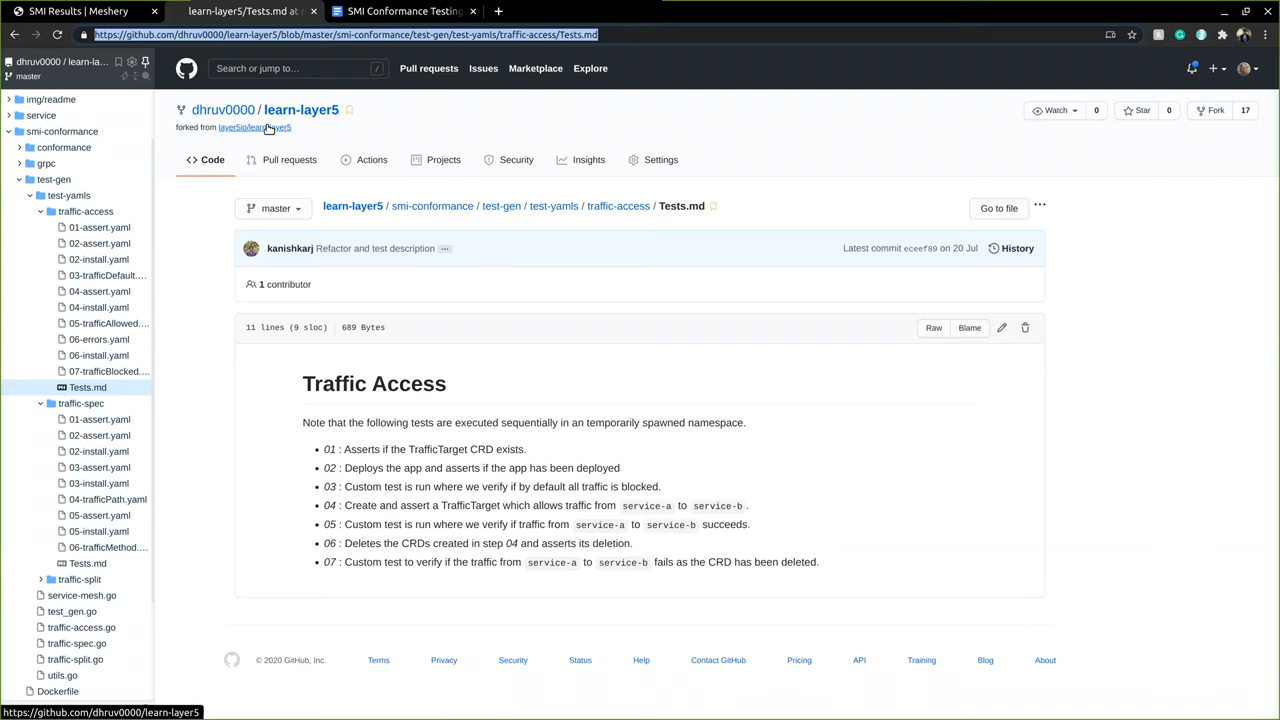 SMI Results | Meshery
learn-layer5/Tests.md at
SMI Conformance Testing
https://github.com/dhruv0000/learn-layer5/blob/master/smi-conformance/test-gen/test-yamls/traffic-access/Tests.md
dhruv0000 / learn-la...
master
Search or jump to...
/
Pull requests
Issues
Marketplace
Explore
img/readme
service
smi-conformance
conformance
grpc
test-gen
test-yamls
traffic-access
01-assert.yaml
02-assert.yaml
02-install.yaml
03-trafficDefault....
04-assert.yaml
04-install.yaml
05-trafficAllowed....
06-errors.yaml
06-install.yaml
07-trafficBlocked....
Tests.md
traffic-spec
01-assert.yaml
02-assert.yaml
02-install.yaml
03-assert.yaml
03-install.yaml
04-trafficPath.yaml
05-assert.yaml
05-install.yaml
06-trafficMethod....
Tests.md
traffic-split
service-mesh.go
test_gen.go
traffic-access.go
traffic-spec.go
traffic-split.go
utils.go
Dockerfile
https://github.com/dhruv0000/learn-layer5
dhruv0000 / learn-layer5
forked from layer5io/learn-layer5
Watch 0
Star 0
Fork 17
Code
Pull requests
Actions
Projects
Security
Insights
Settings
master
learn-layer5 / smi-conformance / test-gen / test-yamls / traffic-access / Tests.md
Go to file
...
kanishkarj Refactor and test description ...
Latest commit eceef89 on 20 Jul
History
1 contributor
11 lines (9 sloc) 689 Bytes
Raw
Blame
Traffic Access
Note that the following tests are executed sequentially in an temporarily spawned namespace.
• 01 : Asserts if the TrafficTarget CRD exists.
• 02 : Deploys the app and asserts if the app has been deployed
• 03 : Custom test is run where we verify if by default all traffic is blocked.
• 04 : Create and assert a TrafficTarget which allows traffic from service-a to service-b .
• 05 : Custom test is run where we verify if traffic from service-a to service-b succeeds.
• 06 : Deletes the CRDs created in step 04 and asserts its deletion.
• 07 : Custom test to verify if the traffic from service-a to service-b fails as the CRD has been deleted.
© 2020 GitHub, Inc.
Terms
Privacy
Security
Status
Help
Contact GitHub
Pricing
API
Training
Blog
About